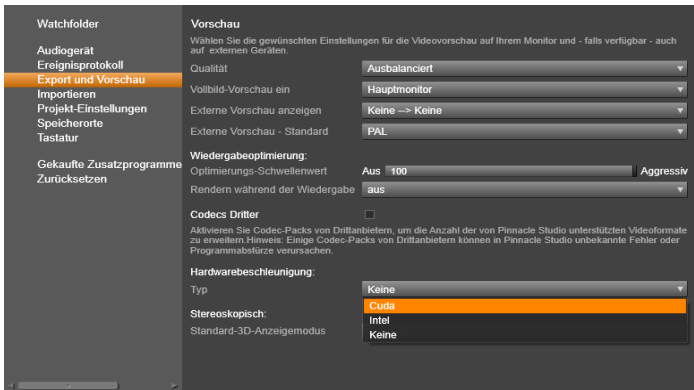 Watchfolder
Audiogerät
Ereignisprotokoll
Export und Vorschau
Importieren
Projekt-Einstellungen
Speicherorte
Tastatur
Gekaufte Zusatzprogramme
Zurücksetzen
Vorschau
Wählen Sie die gewünschten Einstellungen für die Videovorschau auf Ihrem Monitor und - falls verfügbar - auch
auf externen Geräten.
Qualität Ausbalanciert
Vollbild-Vorschau ein Hauptmonitor
Externe Vorschau anzeigen Keine --> Keine
Externe Vorschau - Standard PAL
Wiedergabeoptimierung:
Optimierungs-Schwellenwert Aus 100 Aggressiv
Rendern während der Wiedergabe aus
Codecs Dritter
Aktivieren Sie Codec-Packs von Drittanbietern, um die Anzahl der von Pinnacle Studio unterstützten Videoformate
zu erweitern.Hinweis: Einige Codec-Packs von Drittanbietern können in Pinnacle Studio unbekannte Fehler oder
Programmabstürze verursachen.
Hardwarebeschleunigung:
Typ Keine
Cuda
Intel
Keine
Stereoskopisch:
Standard-3D-Anzeigemodus